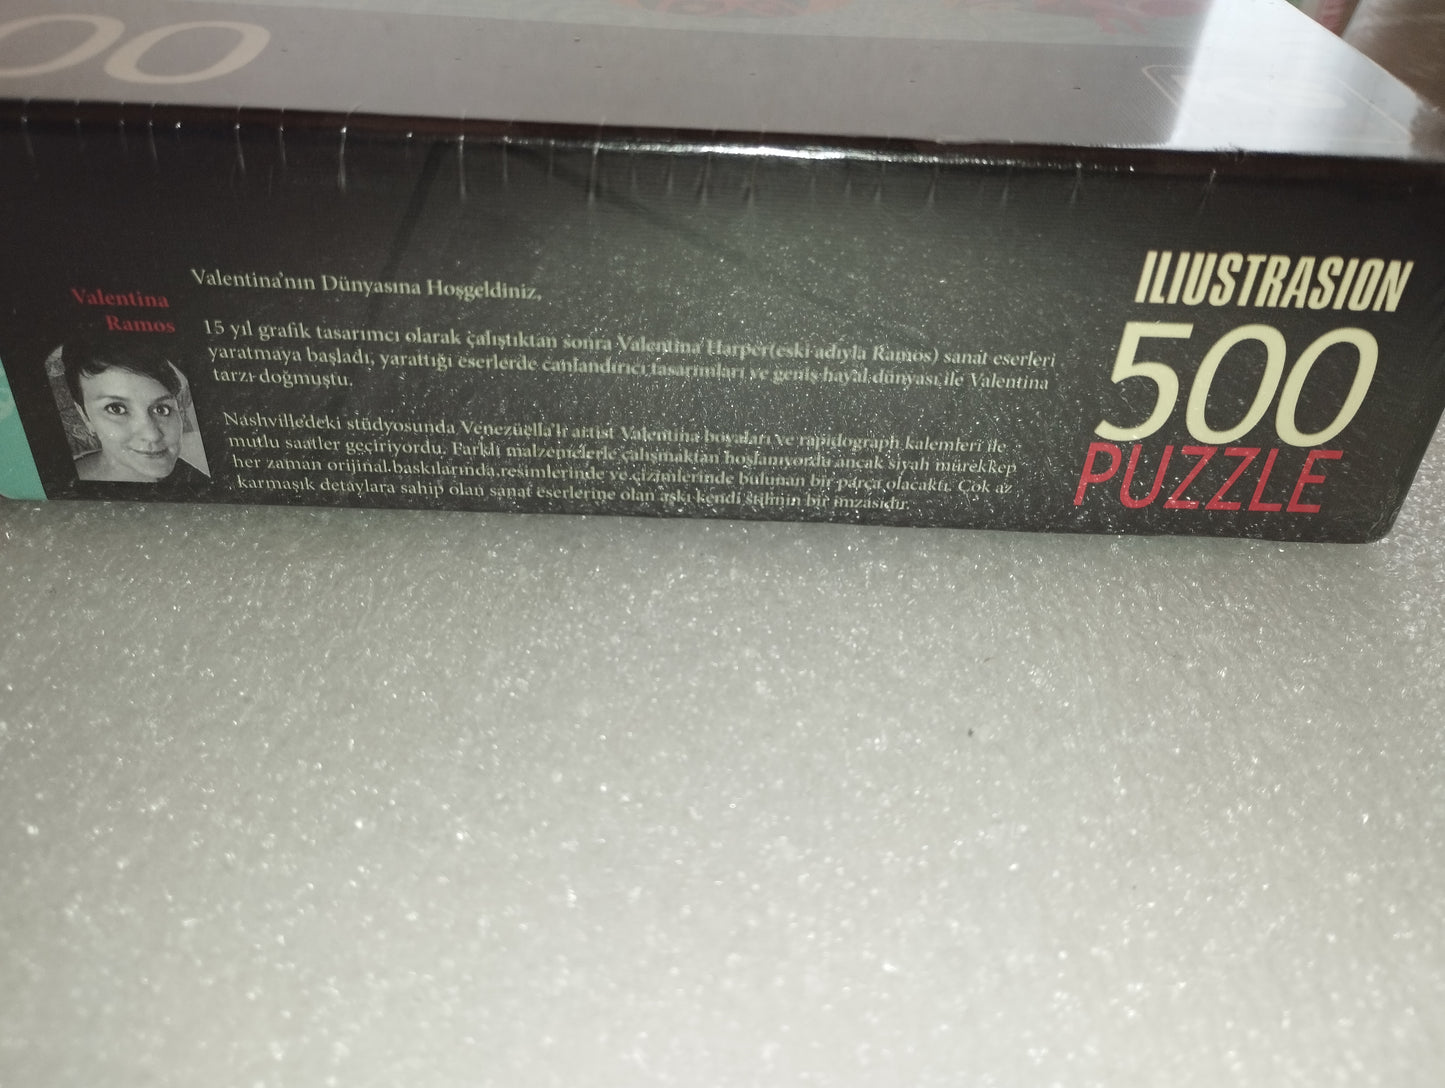 00
Valentina
Ramos
Valentina'nın Dünyasına Hoşgeldiniz,
15 yıl grafik tasarımcı olarak çalıştıktan sonra Valentina Harper(eski adıyla Ramos) sanat eserleri
yaratmaya başladı, yarattığı eserlerde canlandırıcı tasarımları ve geniş hayal dünyası ile Valentina
tarzı doğmuştu.
Nashville'deki stüdyosunda Venezuella'lı artist Valentina boyaları ve rapidograph kalemleri ile
mutlu saatler geçiriyordu. Farklı malzemelerle çalışmaktan hoşlanıyordu ancak siyah mürekkep
her zaman orijinal baskılarında, resimlerinde ve çizimlerinde bulunan bir parça olacaktı. Çok az
karmaşık detaylara sahip olan sanat eserlerine olan aşkı kendi stilinin bir imzasıdır.
ILIUSTRASION
500
PUZZLE